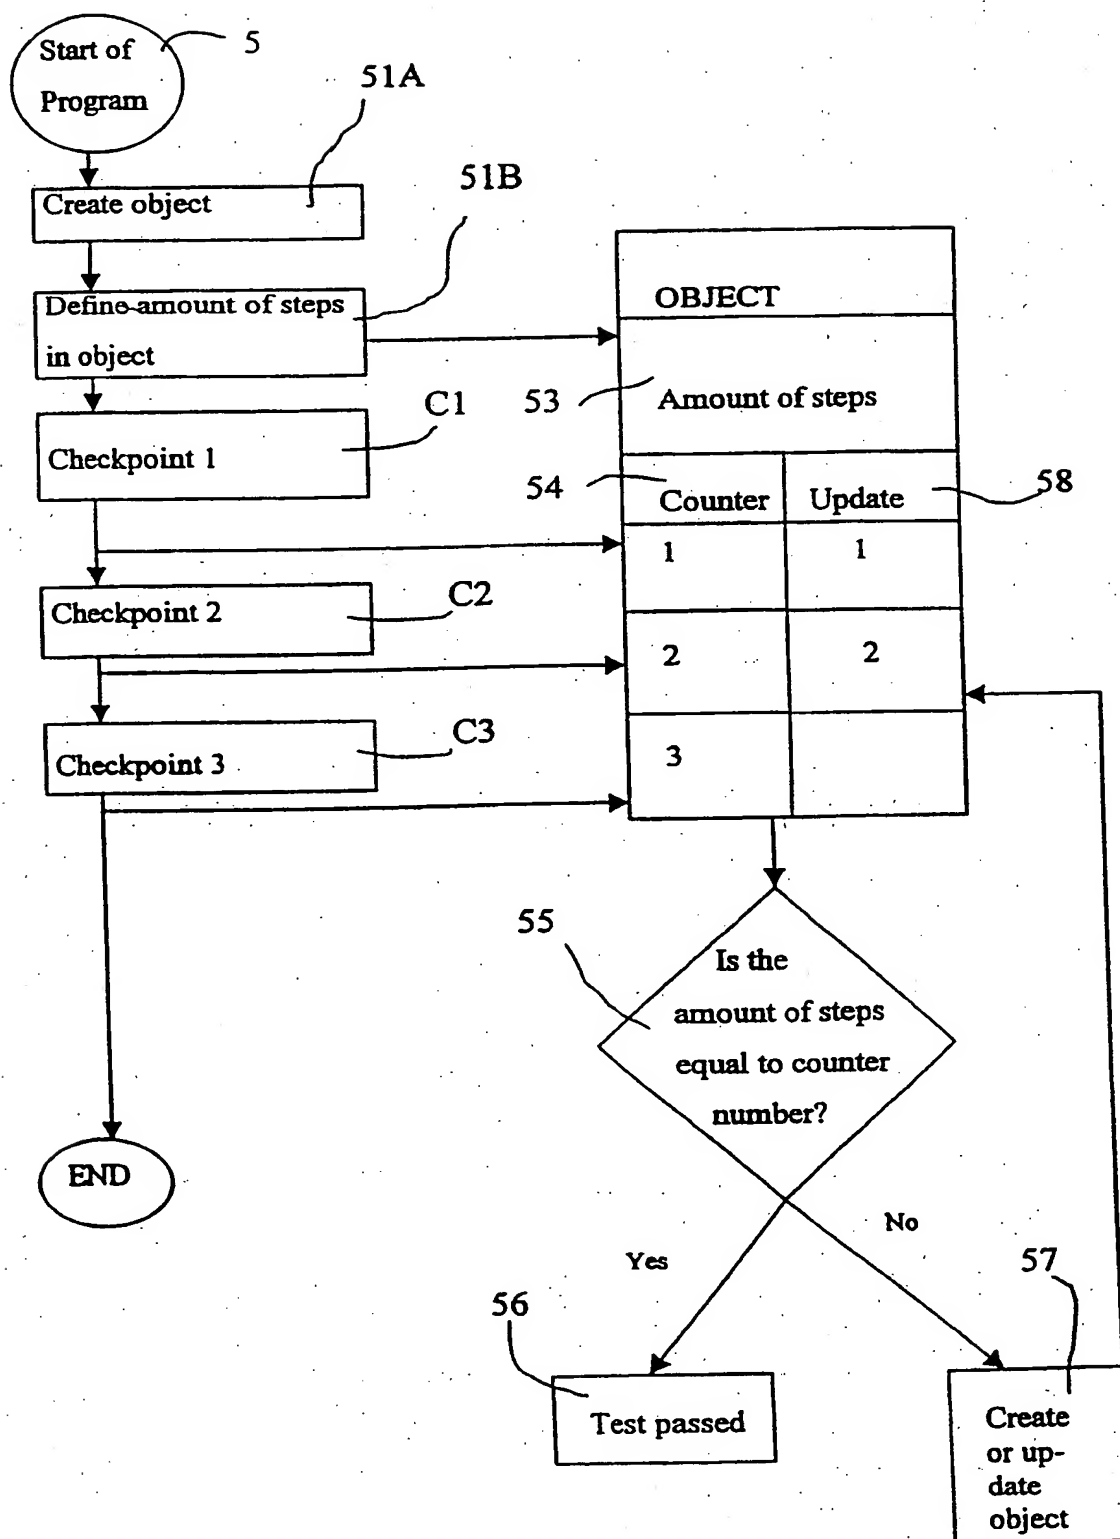 Start of
Program
5
51A
Create object
51B
Define amount of steps
in object
OBJECT
53
Amount of steps
C1
Checkpoint 1
54
Counter
Update
58
1
1
C2
Checkpoint 2
2
2
C3
Checkpoint 3
3
55
Is the
amount of steps
equal to counter
number?
END
Yes
No
56
57
Test passed
Create
or up-
date
object